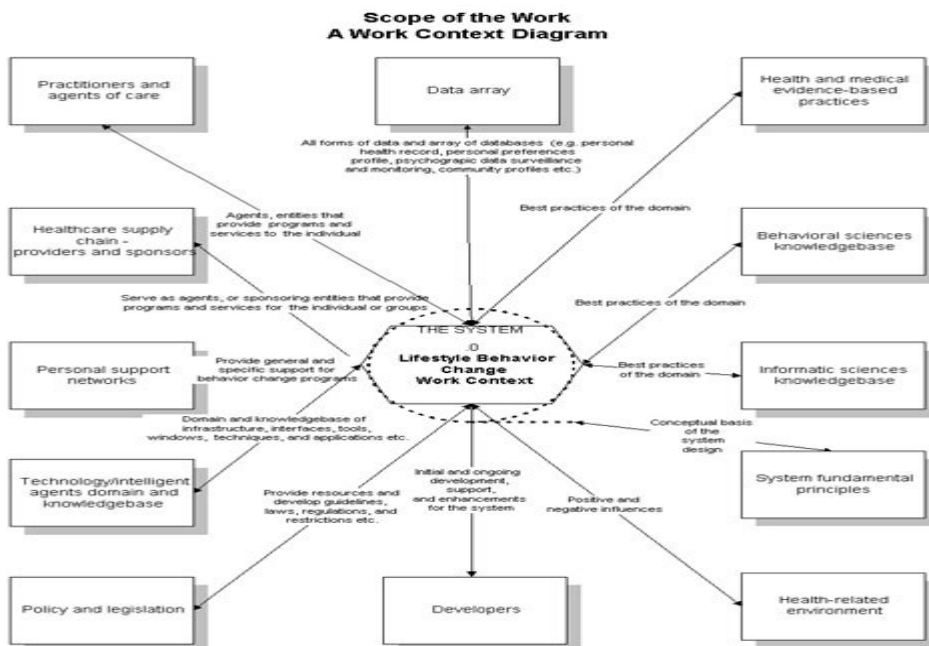 Scope of the Work
A Work Context Diagram
Practitioners and
agents of care
Data array
Health and medical
evidence-based
practices
All forms of data and array of databases (e.g. personal
health record, personal preferences
profile, psychograpic data surveillance
and monitoring, community profiles etc.)
Agents, entities that
provide programs and
services to the individual
Best practices of the domain
Healthcare supply
chain -
providers and sponsors
Behavioral sciences
knowledgebase
Serve as agents, or sponsoring entities that provide
programs and services for the individual or groups
Best practices of the domain
THE SYSTEM
.0
Lifestyle Behavior
Change
Work Context
Personal support
networks
Provide general and
specific support for
behavior change programs
Best practices
of the domain
Informatic sciences
knowledgebase
Domain and knowledgebase of
infrastructure, interfaces, tools,
windows, techniques, and applications etc.
Conceptual basis
of the
system
design
Technology/intelligent
agents domain and
knowledgebase
Provide resources and
develop guidelines,
laws, regulations, and
restrictions etc.
Initial and ongoing
development,
support,
and enhancements
for the system
Positive and
negative influences
System fundamental
principles
Policy and legislation
Developers
Health-related
environment